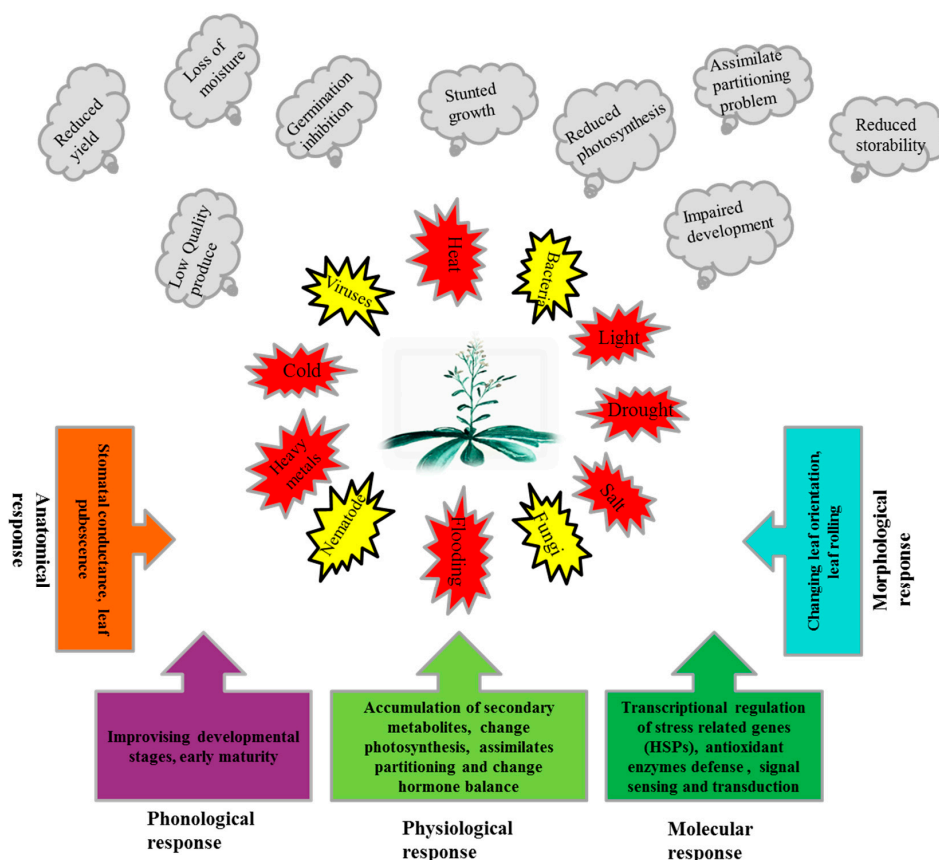 Reduced
yield
Loss of
moisture
Germination
inhibition
Stunted
growth
Reduced
photosynthesis
Assimilate
partitioning
problem
Reduced
storability
Low Quality
produce
Impaired
development
Viruses
Heat
Bacteria
Cold
Light
Heavy
metals
Drought
Nematode
Salt
Flooding
Fungi
Anatomical
response
Stomatal conductance, leaf
pubescence
Changing leaf orientation,
leaf rolling
Morphological
response
Improvising developmental
stages, early maturity
Phonological
response
Accumulation of secondary
metabolites, change
photosynthesis, assimilates
partitioning and change
hormone balance
Physiological
response
Transcriptional regulation
of stress related genes
(HSPs), antioxidant
enzymes defense , signal
sensing and transduction
Molecular
response